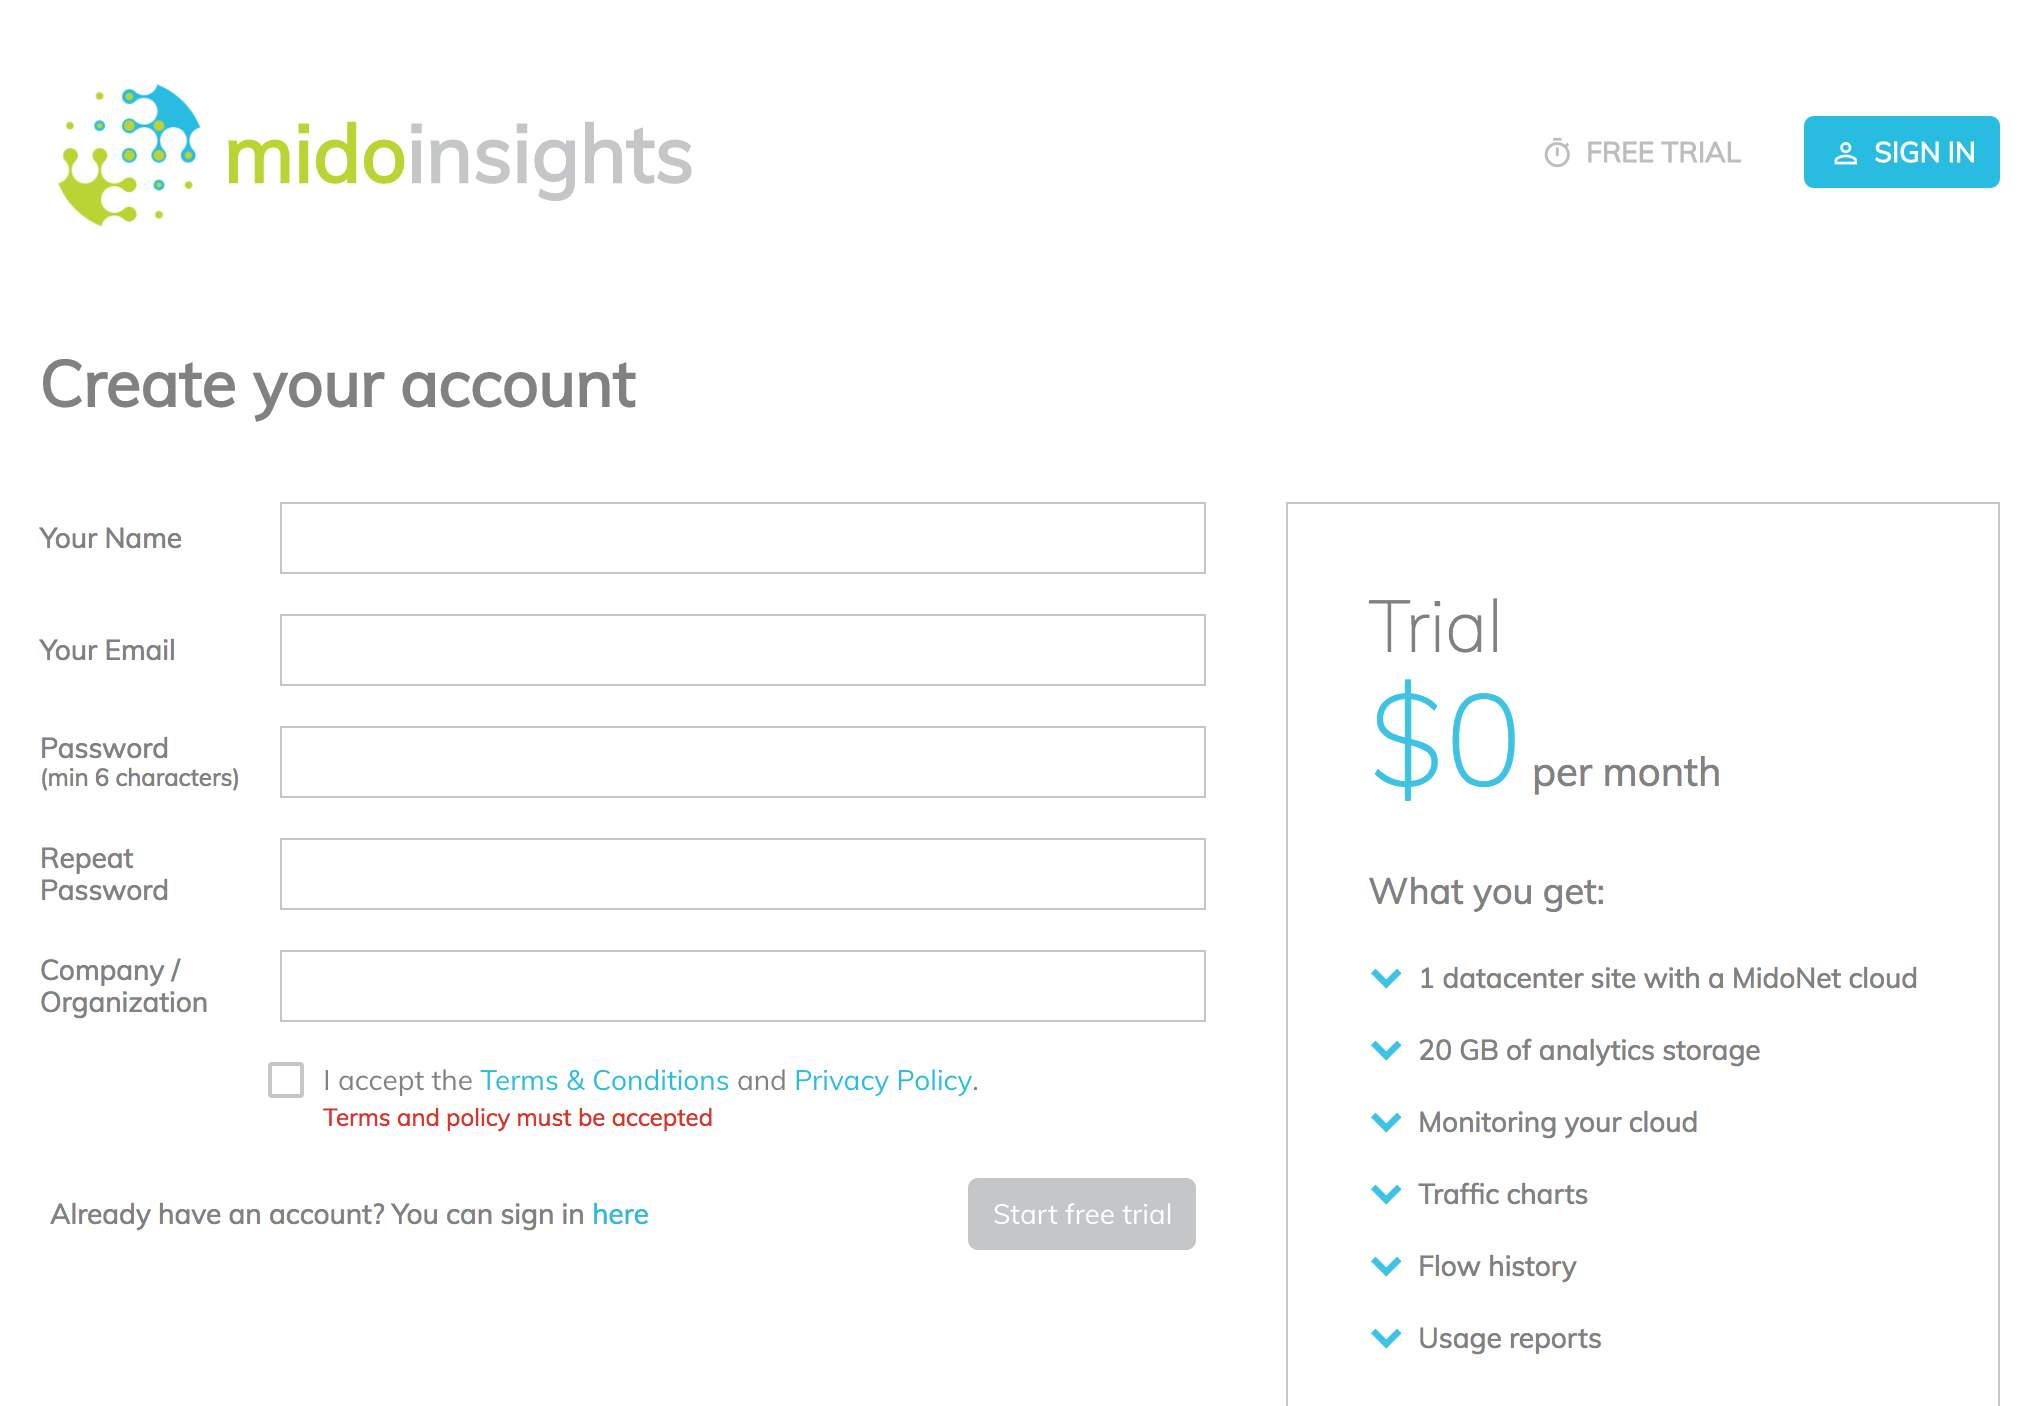 midoinsights
FREE TRIAL
SIGN IN
Create your account
Your Name
Your Email
Password
(min 6 characters)
Repeat
Password
Company /
Organization
I accept the Terms & Conditions and Privacy Policy.
Terms and policy must be accepted
Already have an account? You can sign in here
Start free trial
Trial
$0 per month
What you get:
1 datacenter site with a MidoNet cloud
20 GB of analytics storage
Monitoring your cloud
Traffic charts
Flow history
Usage reports